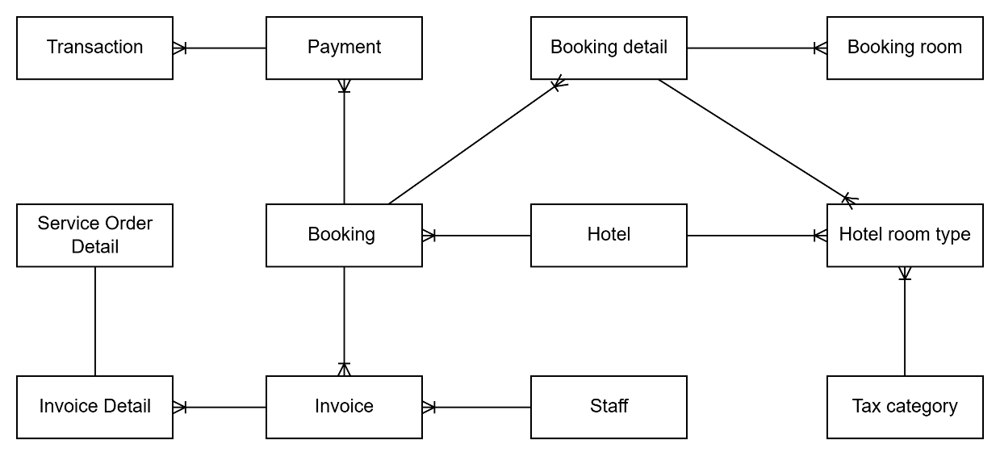 Transaction
Payment
Booking detail
Booking room
Service Order
Detail
Booking
Hotel
Hotel room type
Invoice Detail
Invoice
Staff
Tax category